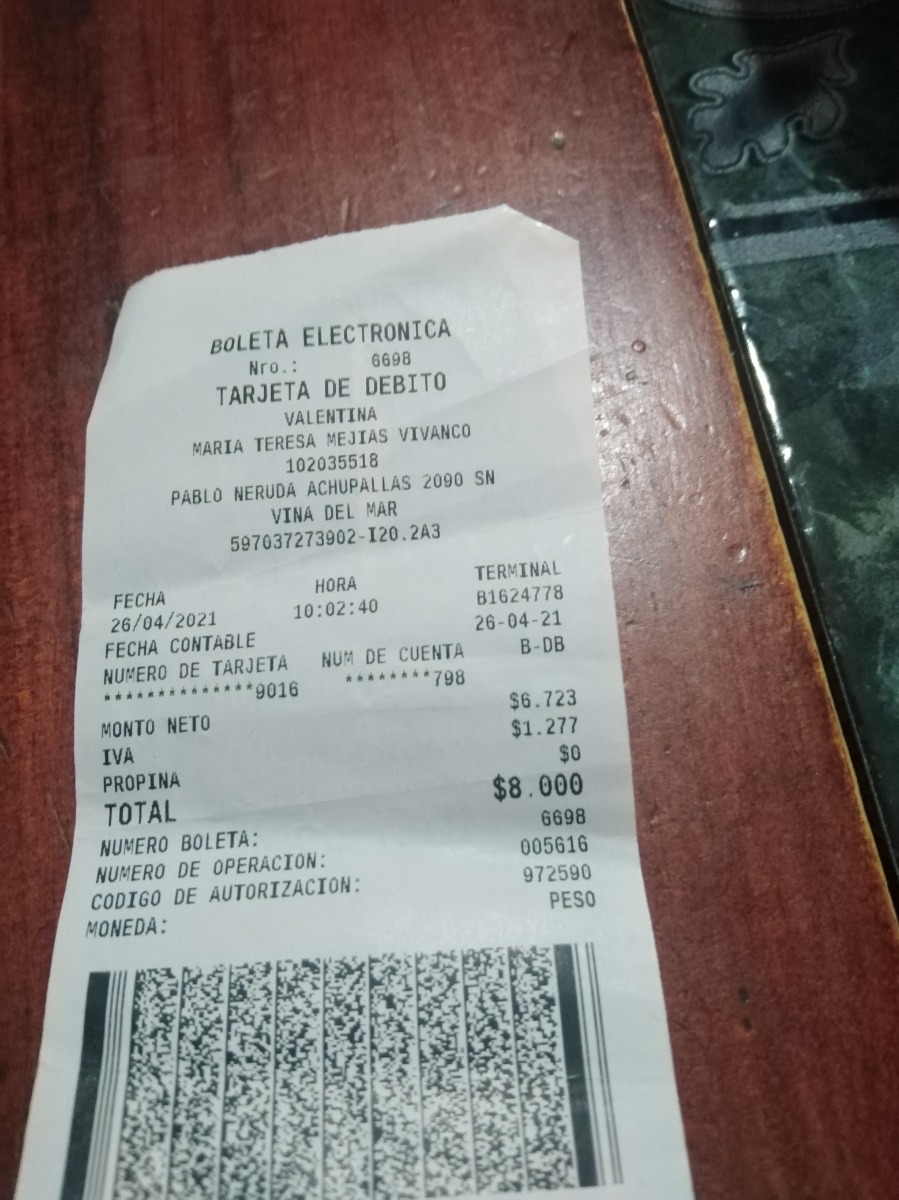 BOLETA ELECTRONICA
Nro.: 6698
TARJETA DE DEBITO
VALENTINA
MARIA TERESA MEJIAS VIVANCO
102035518
PABLO NERUDA ACHUPALLAS 2090 SN
VINA DEL MAR
597037273902-I20.2A3
FECHA HORA TERMINAL
26/04/2021 10:02:40 B1624778
FECHA CONTABLE 26-04-21
NUMERO DE TARJETA NUM DE CUENTA B-DB
**************9016 ********798
MONTO NETO $6.723
IVA $1.277
PROPINA $0
TOTAL $8.000
NUMERO BOLETA: 6698
NUMERO DE OPERACION: 005616
CODIGO DE AUTORIZACION: 972590
MONEDA: PESO